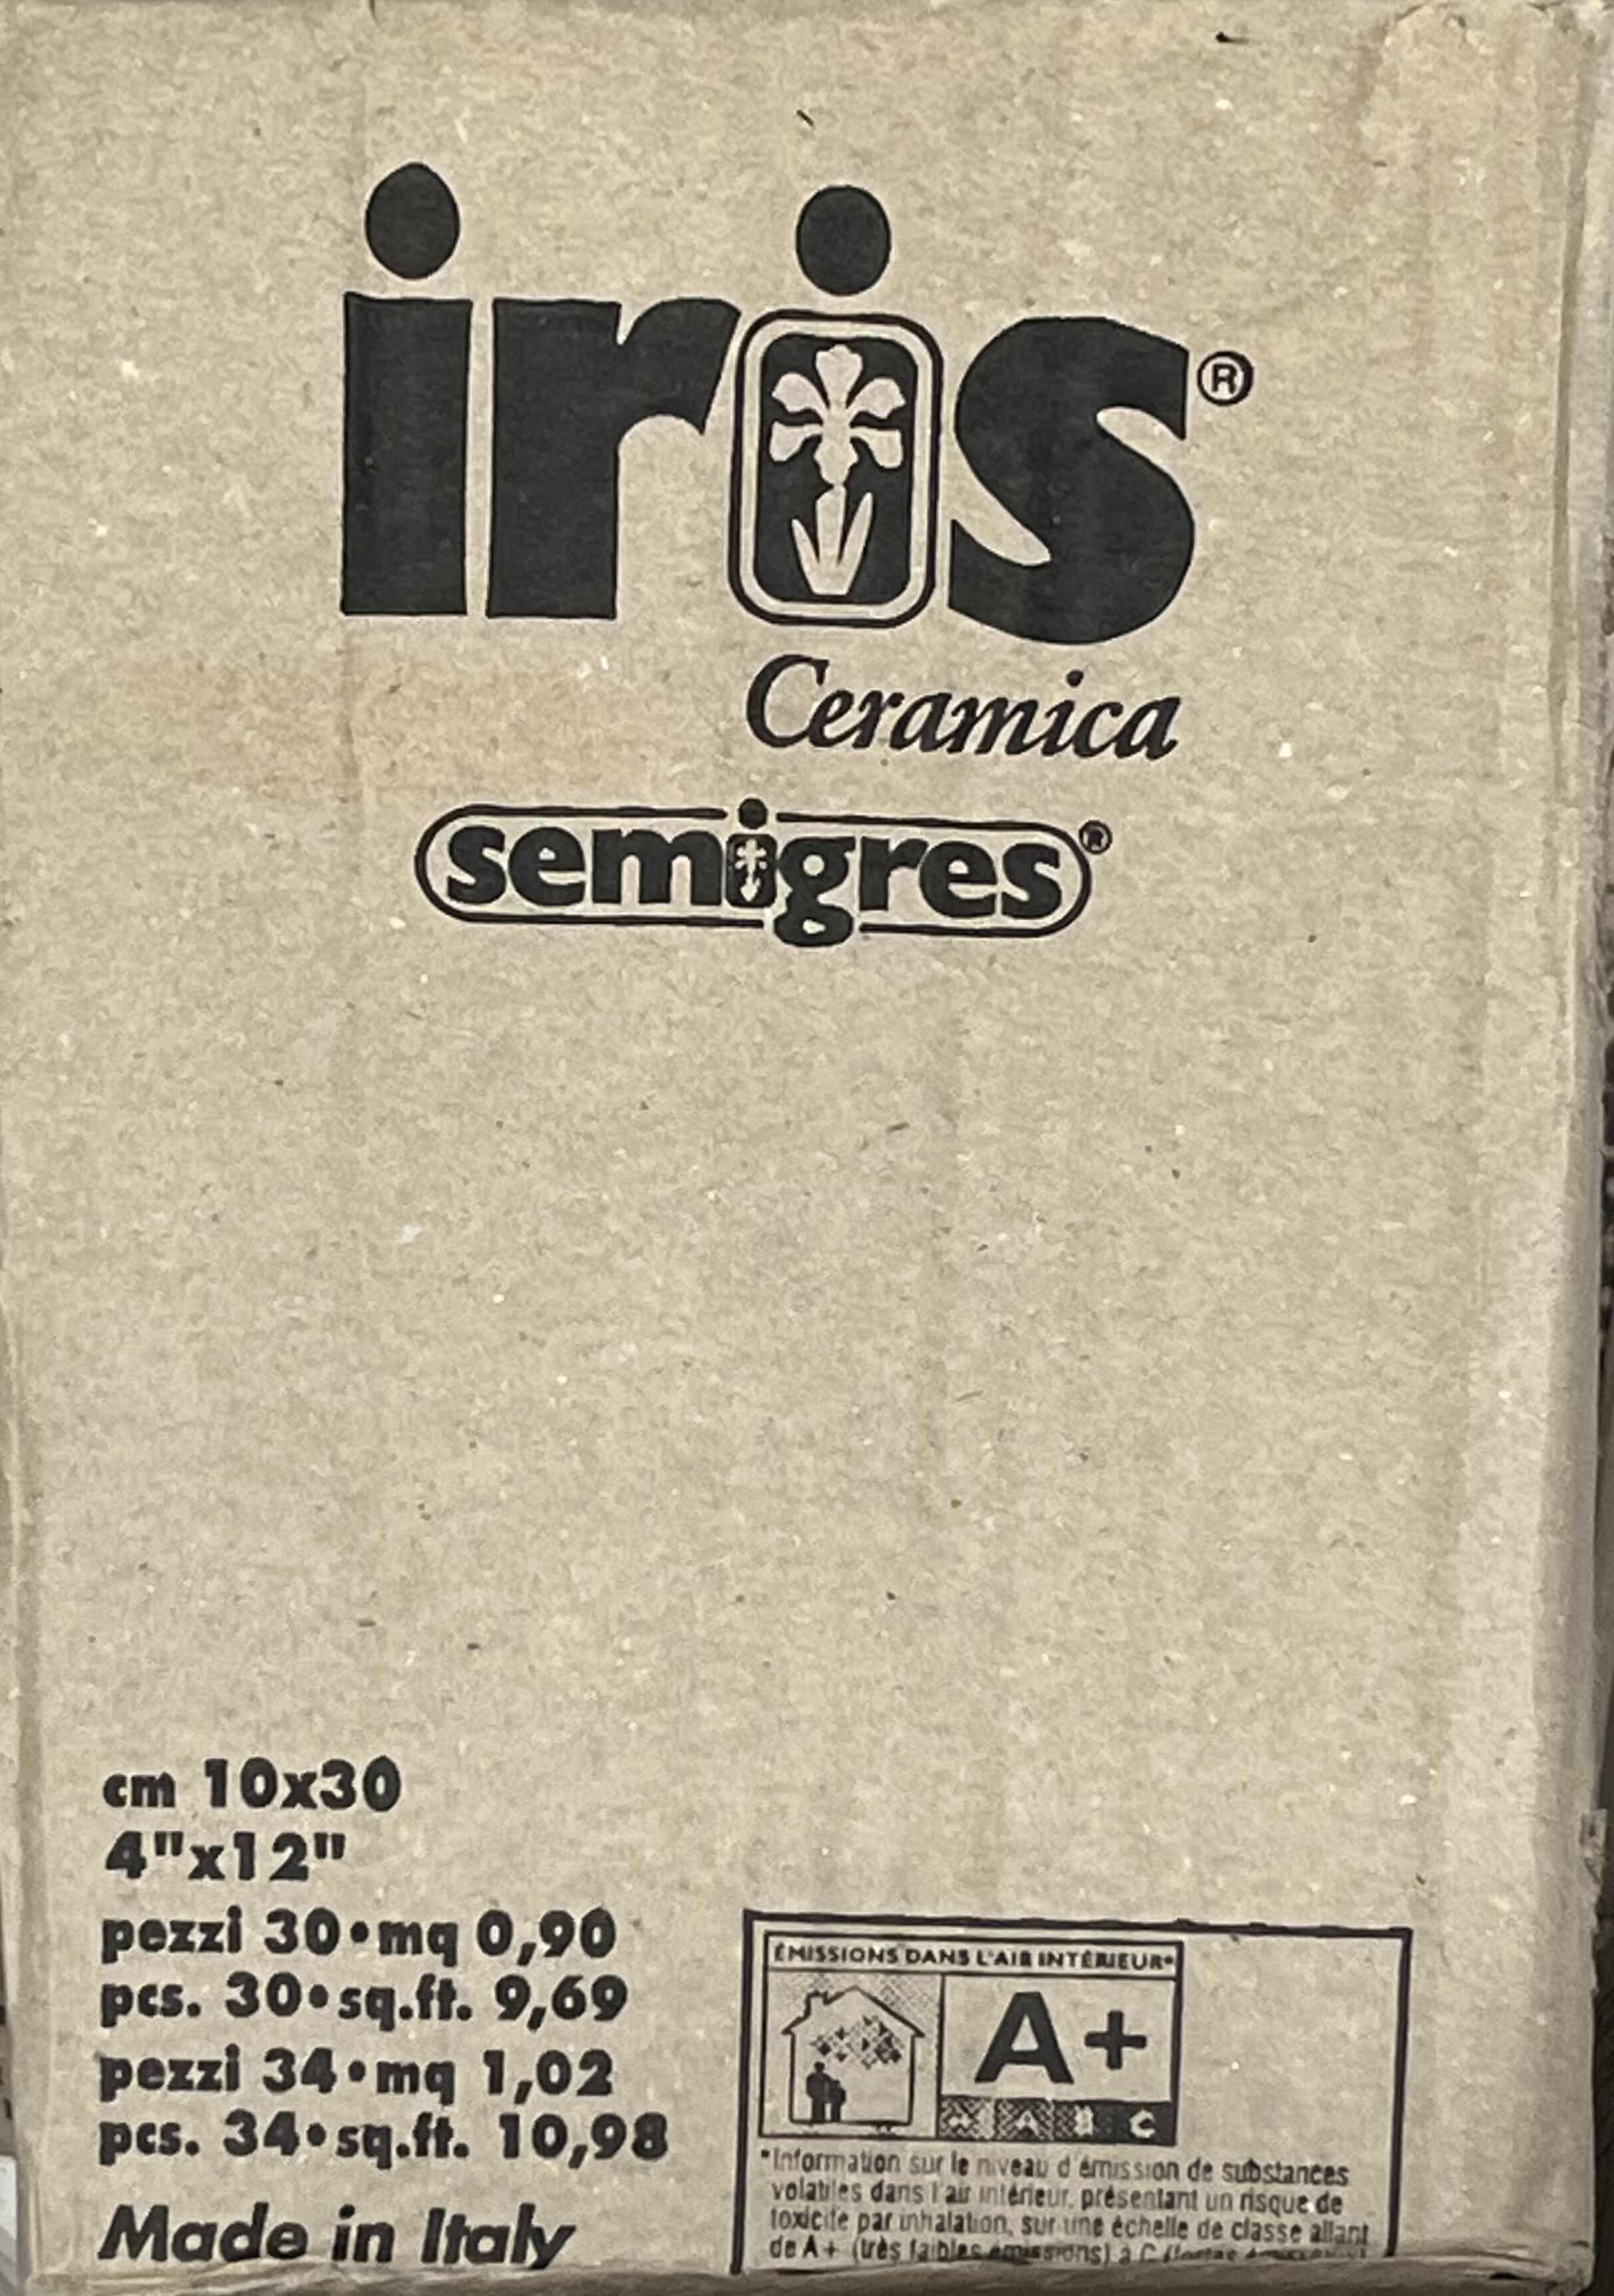 iris®
Ceramica
semigres®
cm 10x30
4"x12"
pezzi 30•mq 0,90
pcs. 30•sq.ft. 9,69
pezzi 34•mq 1,02
pcs. 34•sq.ft. 10,98
Made in Italy
ÉMISSIONS DANS L'AIR INTÉRIEUR*
A+
A+ A B C
*Information sur le niveau d'émission de substances
volatiles dans l'air intérieur, présentant un risque de
toxicité par inhalation, sur une échelle de classe allant
de A+ (très faibles émissions) à C